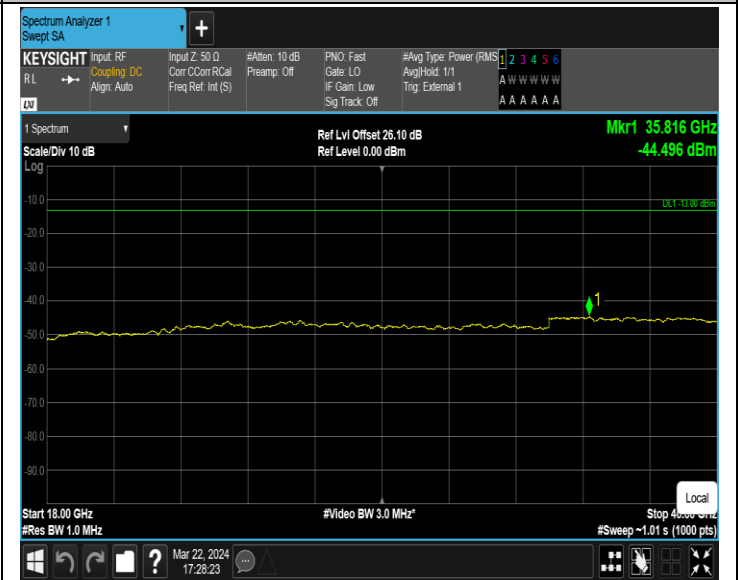 Spectrum Analyzer 1
Swept SA
+
KEYSIGHT Input: RF Input Z: 50 Ω #Atten: 10 dB PNO: Fast #Avg Type: Power (RMS 1 2 3 4 5 6
RL Coupling: DC Corr CCorr RCal Preamp: Off Gate: LO Avg|Hold: 1/1 A W W W W W
Align: Auto Freq Ref: Int (S) IF Gain: Low Trig: External 1
LXI Sig Track: Off A A A A A A
1 Spectrum Ref Lvl Offset 26.10 dB Mkr1 35.816 GHz
Scale/Div 10 dB Ref Level 0.00 dBm -44.496 dBm
Log
-10.0
DL1 -13.00 dBm
-20.0
-30.0
-40.0
1
-50.0
-60.0
-70.0
-80.0
-90.0
Local
Start 18.00 GHz #Video BW 3.0 MHz* Stop
#Res BW 1.0 MHz #Sweep ~1.01 s (1000 pts)
? Mar 22, 2024
17:28:23